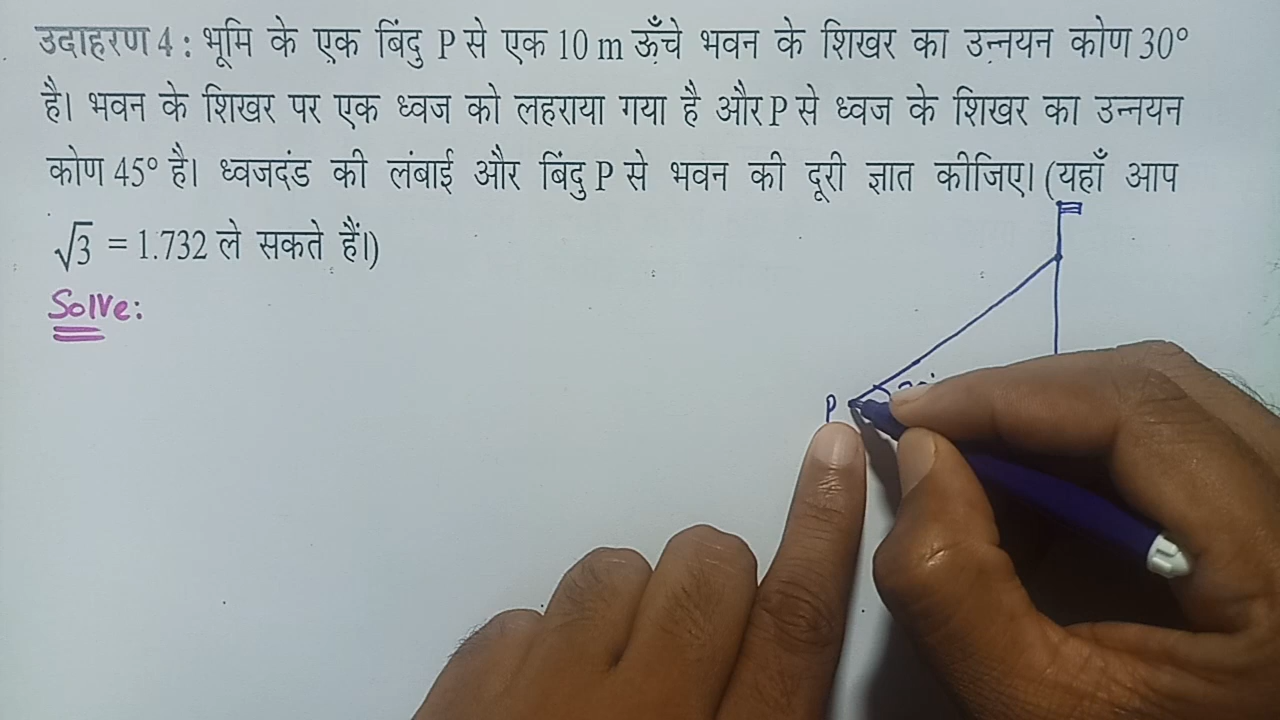 उदाहरण 4 : भूमि के एक बिंदु P से एक 10 m ऊँचे भवन के शिखर का उन्नयन कोण 30°
है। भवन के शिखर पर एक ध्वज को लहराया गया है और P से ध्वज के शिखर का उन्नयन
कोण 45° है। ध्वजदंड की लंबाई और बिंदु P से भवन की दूरी ज्ञात कीजिए। (यहाँ आप
√3 = 1.732 ले सकते हैं।)
Solve:
P